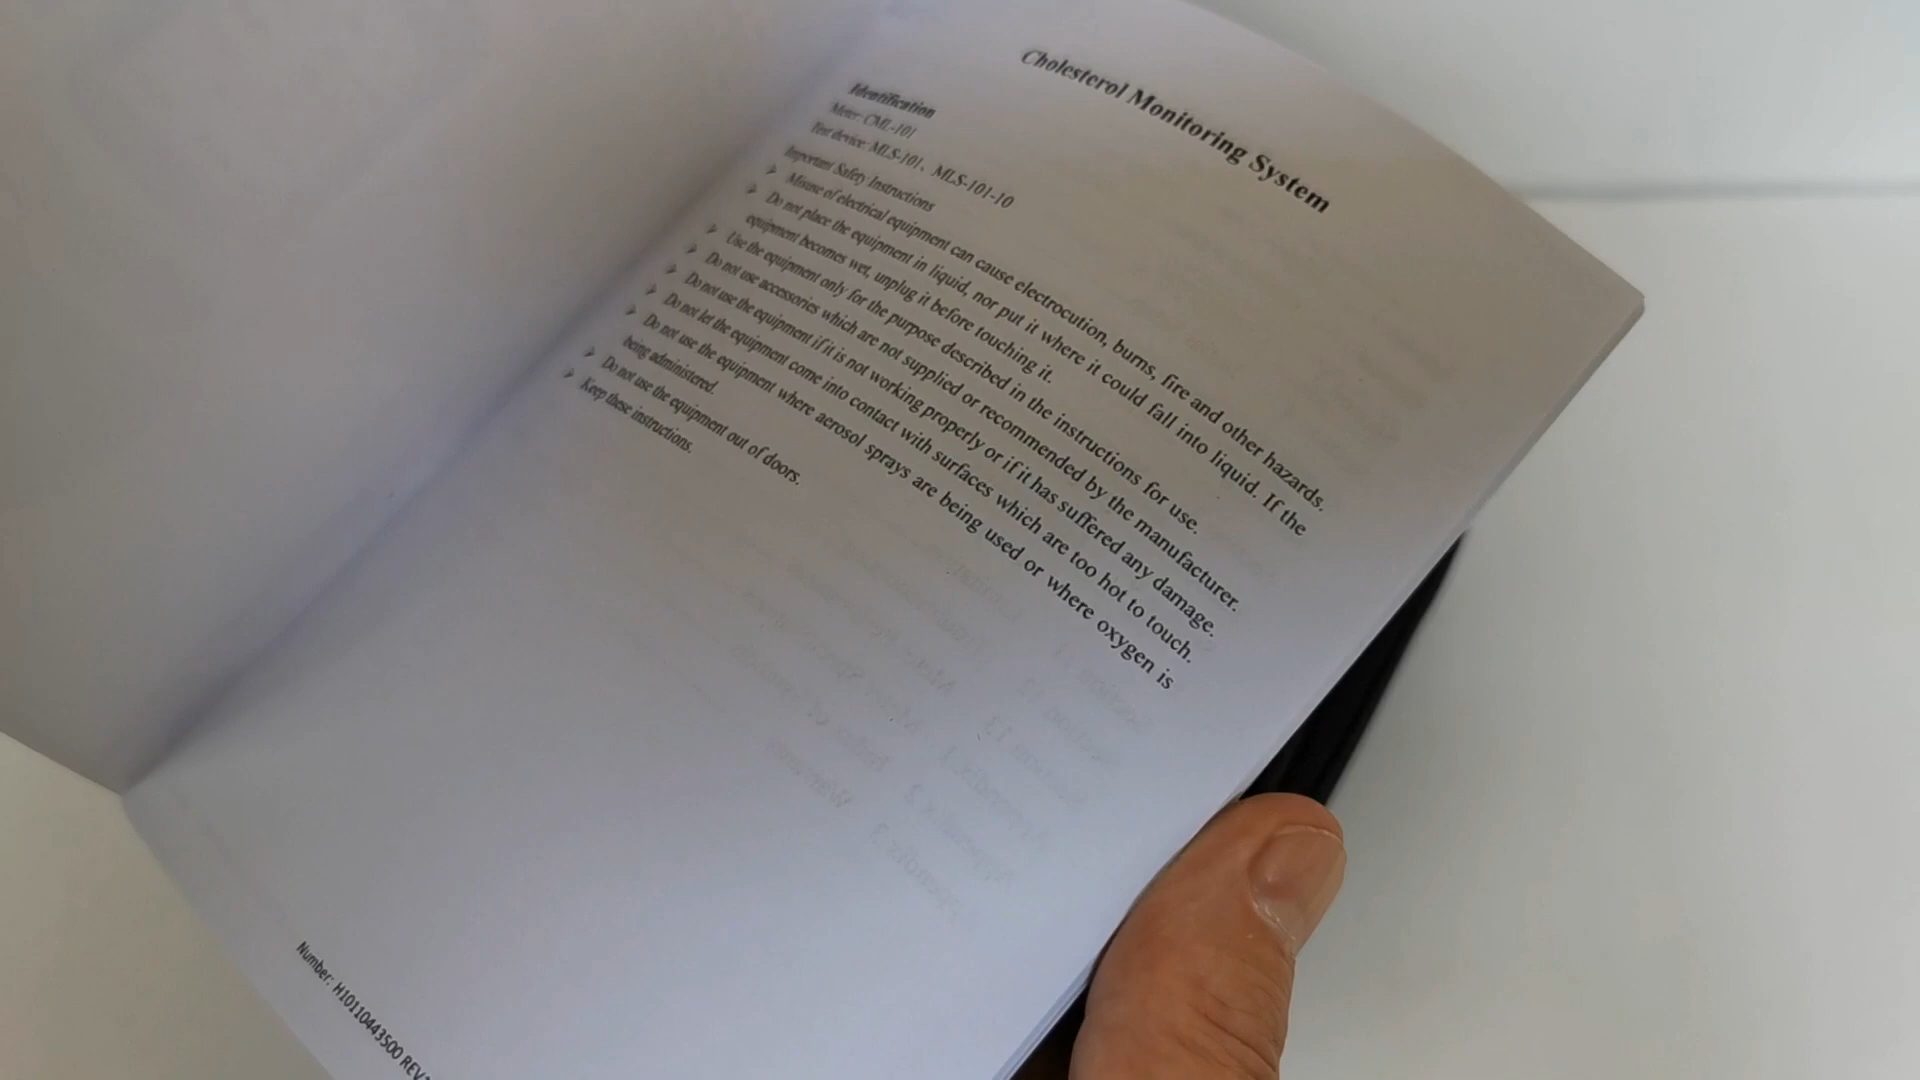 Cholesterol Monitoring System
Identification
Meter: CML-101
Test device: MLS-101、MLS-101-10
Important Safety Instructions
➢ Misuse of electrical equipment can cause electrocution, burns, fire and other hazards.
➢ Do not place the equipment in liquid, nor put it where it could fall into liquid. If the
equipment becomes wet, unplug it before touching it.
➢ Use the equipment only for the purpose described in the instructions for use.
➢ Do not use accessories which are not supplied or recommended by the manufacturer.
➢ Do not use the equipment if it is not working properly or if it has suffered any damage.
➢ Do not let the equipment come into contact with surfaces which are too hot to touch.
➢ Do not use the equipment where aerosol sprays are being used or where oxygen is
being administered.
➢ Do not use the equipment out of doors.
➢ Keep these instructions.
Number: H10110443500